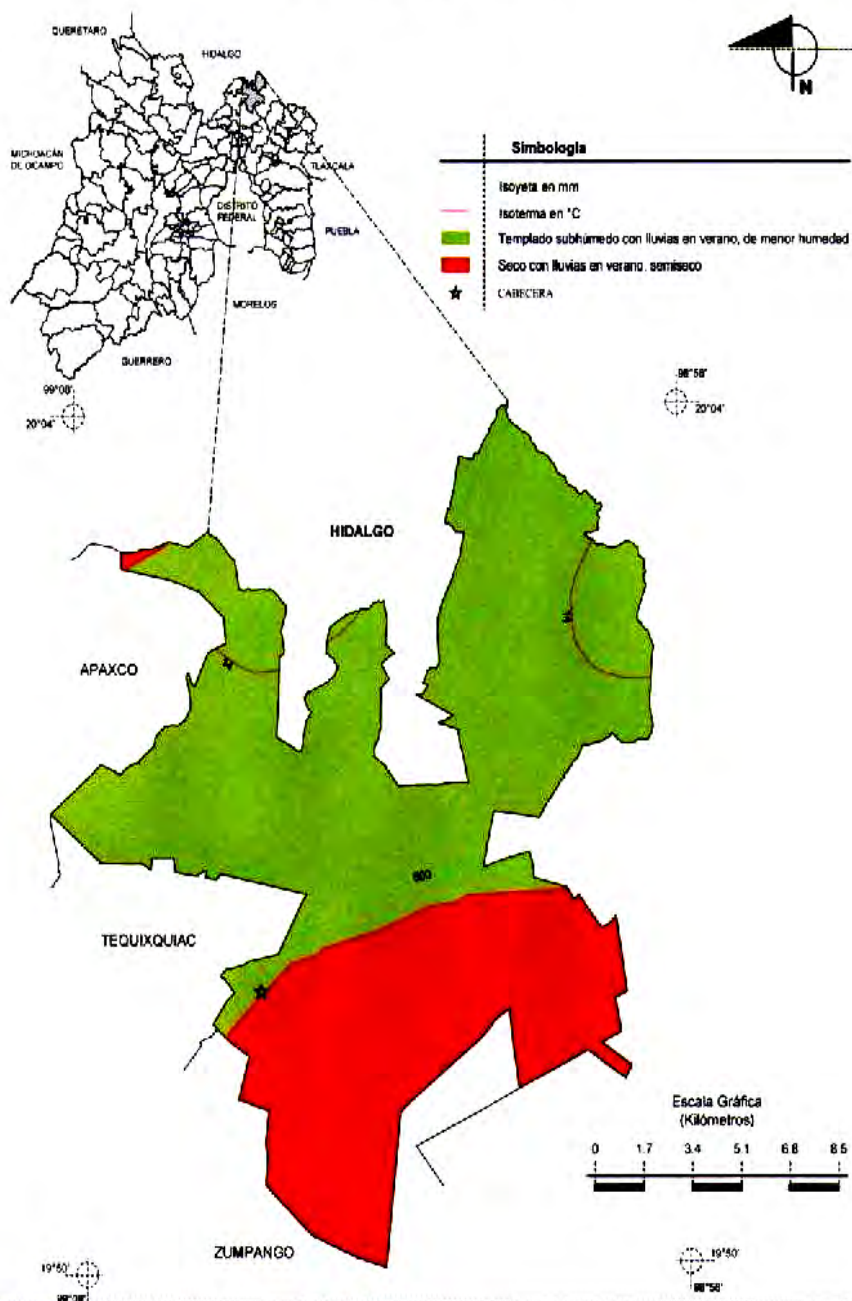 QUERÉTARO
HIDALGO
MICHOACÁN
DE OCAMPO
TLAXCALA
DISTRITO
FEDERAL
PUEBLA
MORELOS
GUERRERO
N
Simbología
Isoyeta en mm
Isoterma en °C
Templado subhúmedo con lluvias en verano, de menor humedad
Seco con lluvias en verano, semiseco
CABECERA
99°08'
20°04'
98°58'
20°04'
HIDALGO
APAXCO
600
TEQUIXQUIAC
ZUMPANGO
Escala Gráfica
(Kilómetros)
0 1.7 3.4 5.1 6.8 8.5
19°50'
99°08'
19°50'
98°58'